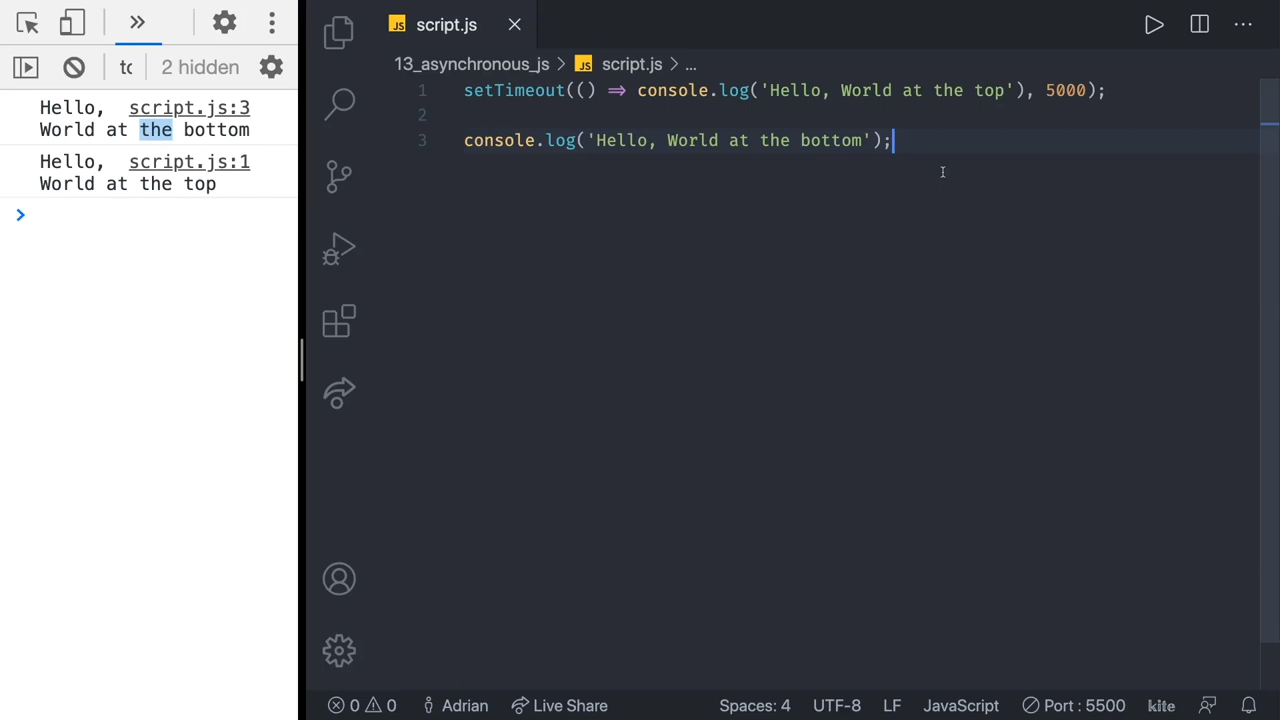 2 hidden
Hello, script.js:3
World at the bottom
Hello, script.js:1
World at the top
JS script.js
13_asynchronous_js > JS script.js > ...
1 setTimeout(() => console.log('Hello, World at the top'), 5000);
2
3 console.log('Hello, World at the bottom');
0 0 Adrian Live Share Spaces: 4 UTF-8 LF JavaScript Port : 5500 kite